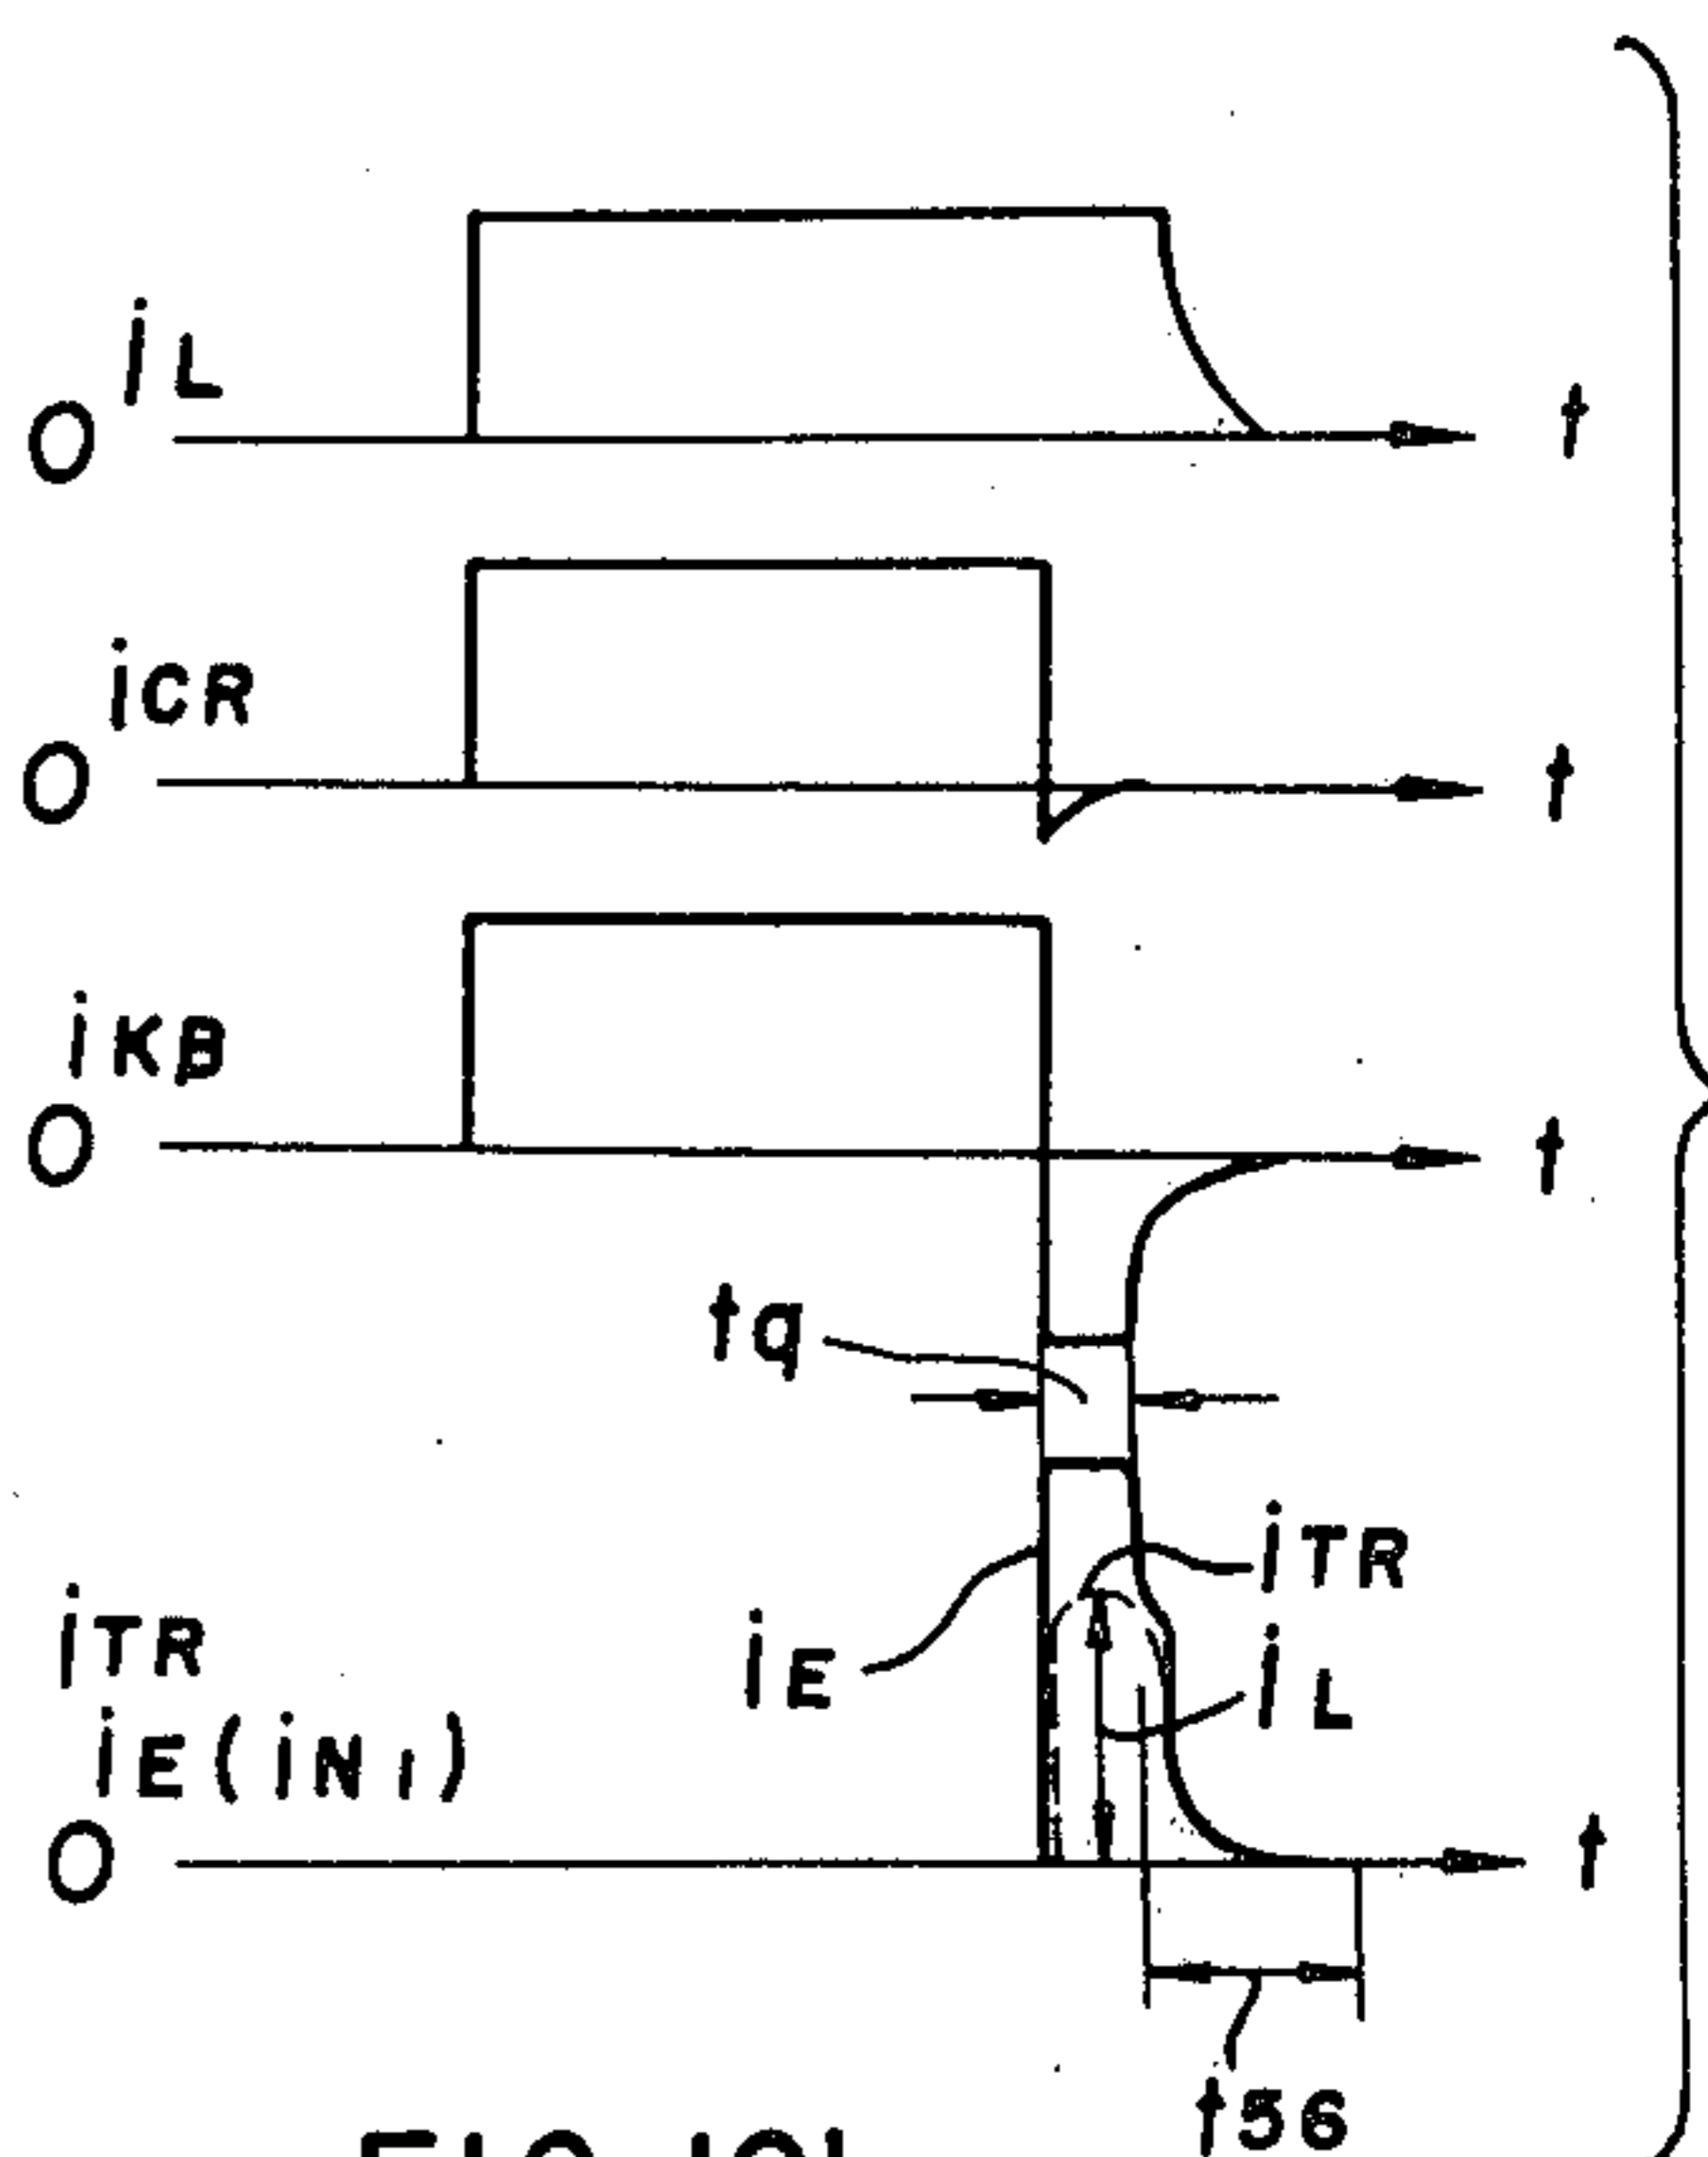 iL
O t
iCR
O t
iKB
O t
tq
iTR
iTR
iE
iL
iE(iN1)
O t
t56